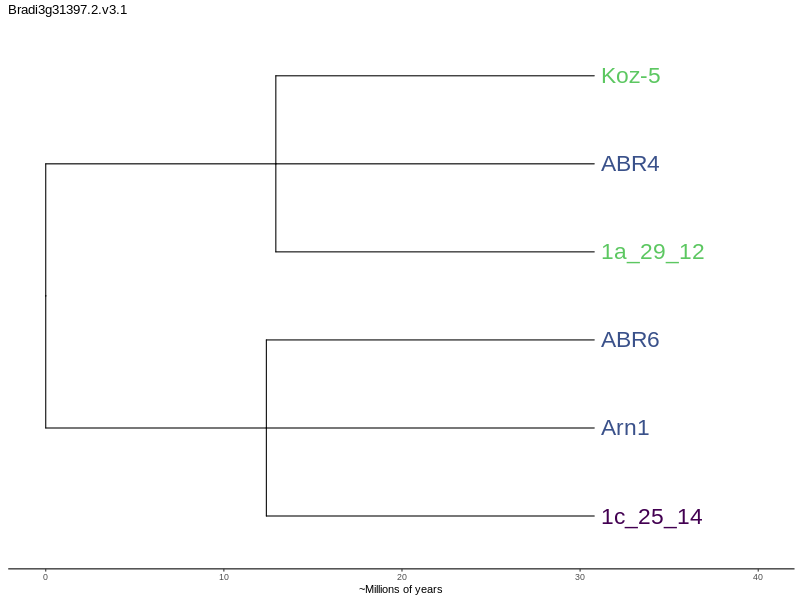 Bradi3g31397.2.v3.1
Koz-5
ABR4
1a_29_12
ABR6
Arn1
1c_25_14
0 10 20 30 40
~Millions of years